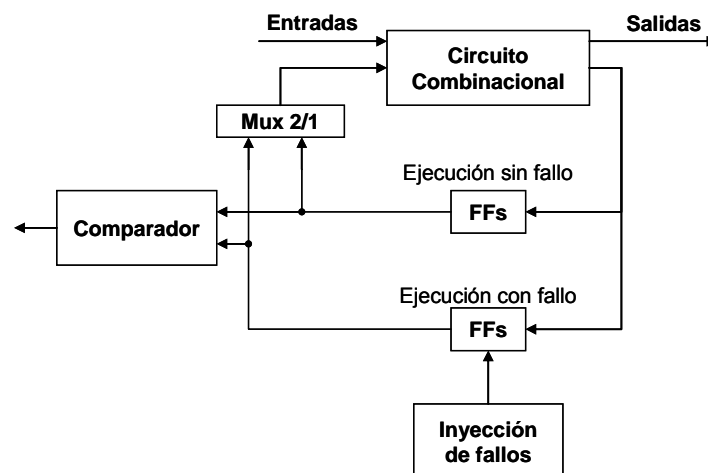 Entradas
Salidas
Circuito
Combinacional
Mux 2/1
Ejecución sin fallo
FFs
Comparador
Ejecución con fallo
FFs
Inyección
de fallos